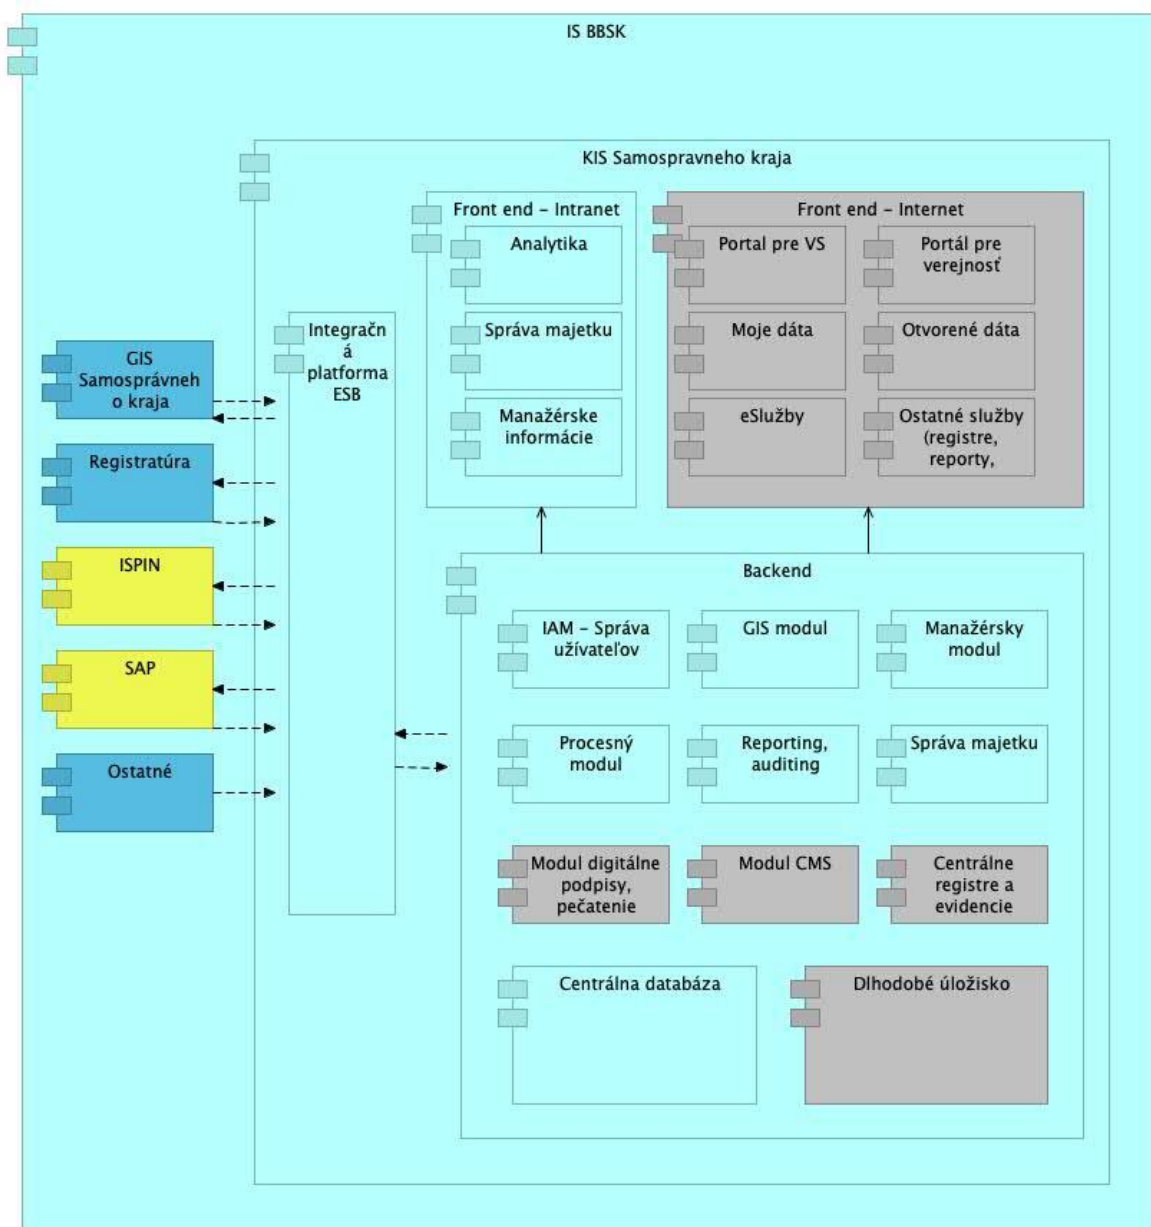 IS BBSK
KIS Samospravneho kraja
Front end – Intranet
Analytika
Správa majetku
Manažérske
informácie
Front end – Internet
Portal pre VS
Portál pre
verejnosť
Moje dáta
Otvorené dáta
eSlužby
Ostatné služby
(registre,
reporty,
Integračn
á
platforma
ESB
GIS
Samosprávneh
o kraja
Registratúra
ISPIN
SAP
Ostatné
Backend
IAM – Správa
užívateľov
GIS modul
Manažérsky
modul
Procesný
modul
Reporting,
auditing
Správa majetku
Modul digitálne
podpisy,
pečatenie
Modul CMS
Centrálne
registre a
evidencie
Centrálna databáza
Dlhodobé úložisko